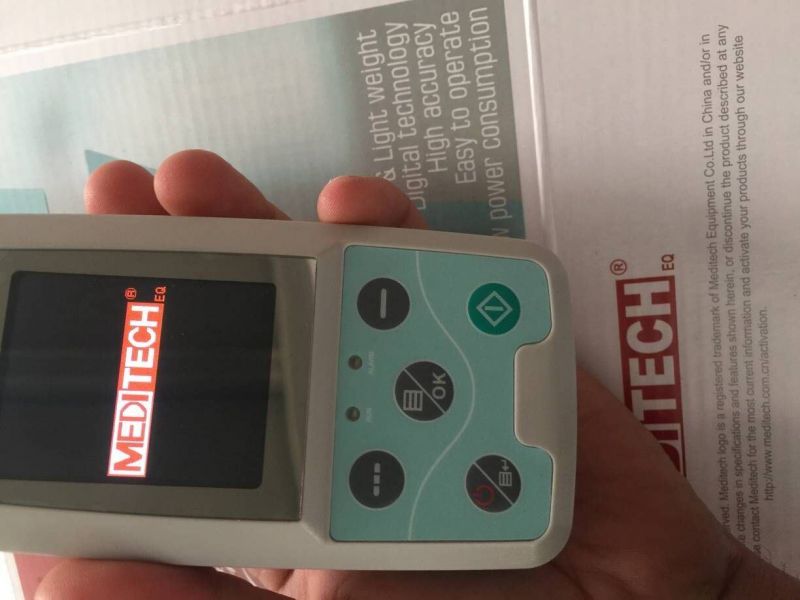 & Light weight
Digital technology
High accuracy
Easy to operate
power consumption
MEDITECH®
EQ
ALARM
RUN
OK
MEDITECH®
EQ
Meditech logo is a registered trademark of Meditech Equipment Co.Ltd in China and/or in
changes in specifications and features shown herein, or discontinue the product described at any
contact Meditech for the most current information and activate your products through our website
http://www.meditech.com.cn/activation.